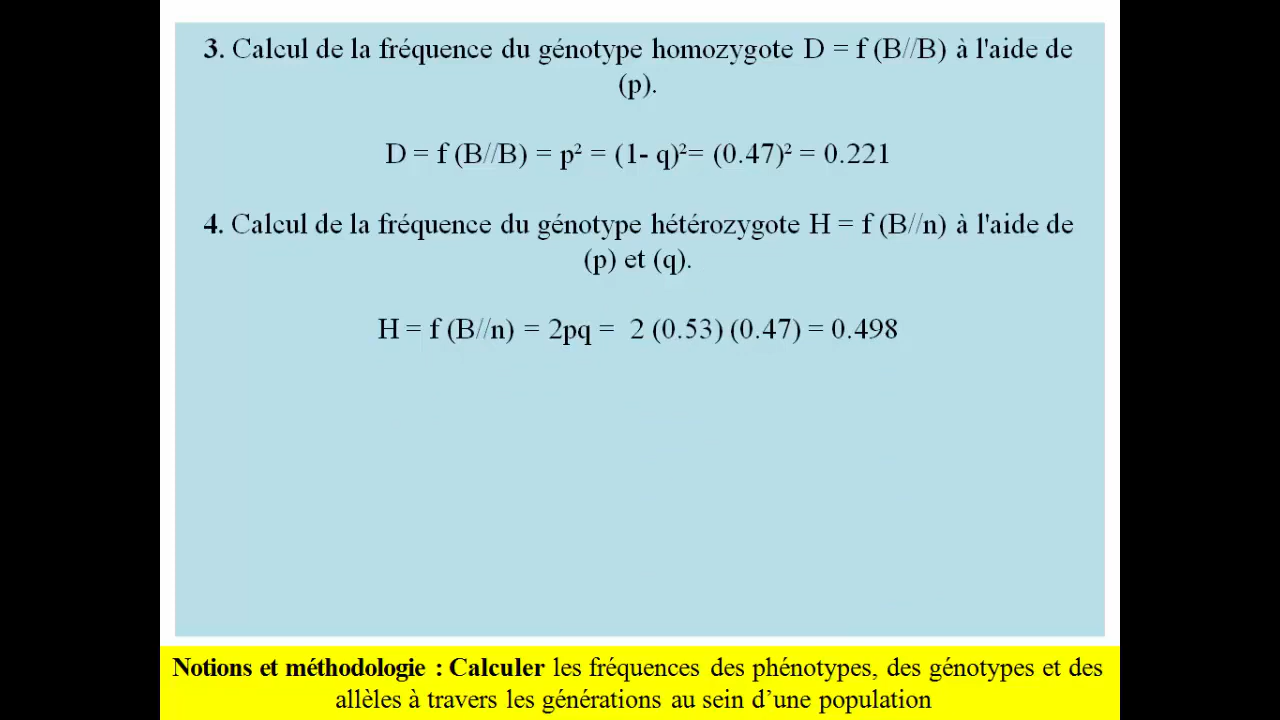 3. Calcul de la fréquence du génotype homozygote D = f (B//B) à l'aide de
(p).
D = f (B//B) = p² = (1- q)²= (0.47)² = 0.221
4. Calcul de la fréquence du génotype hétérozygote H = f (B//n) à l'aide de
(p) et (q).
H = f (B//n) = 2pq = 2 (0.53) (0.47) = 0.498
Notions et méthodologie : Calculer les fréquences des phénotypes, des génotypes et des
allèles à travers les générations au sein d’une population